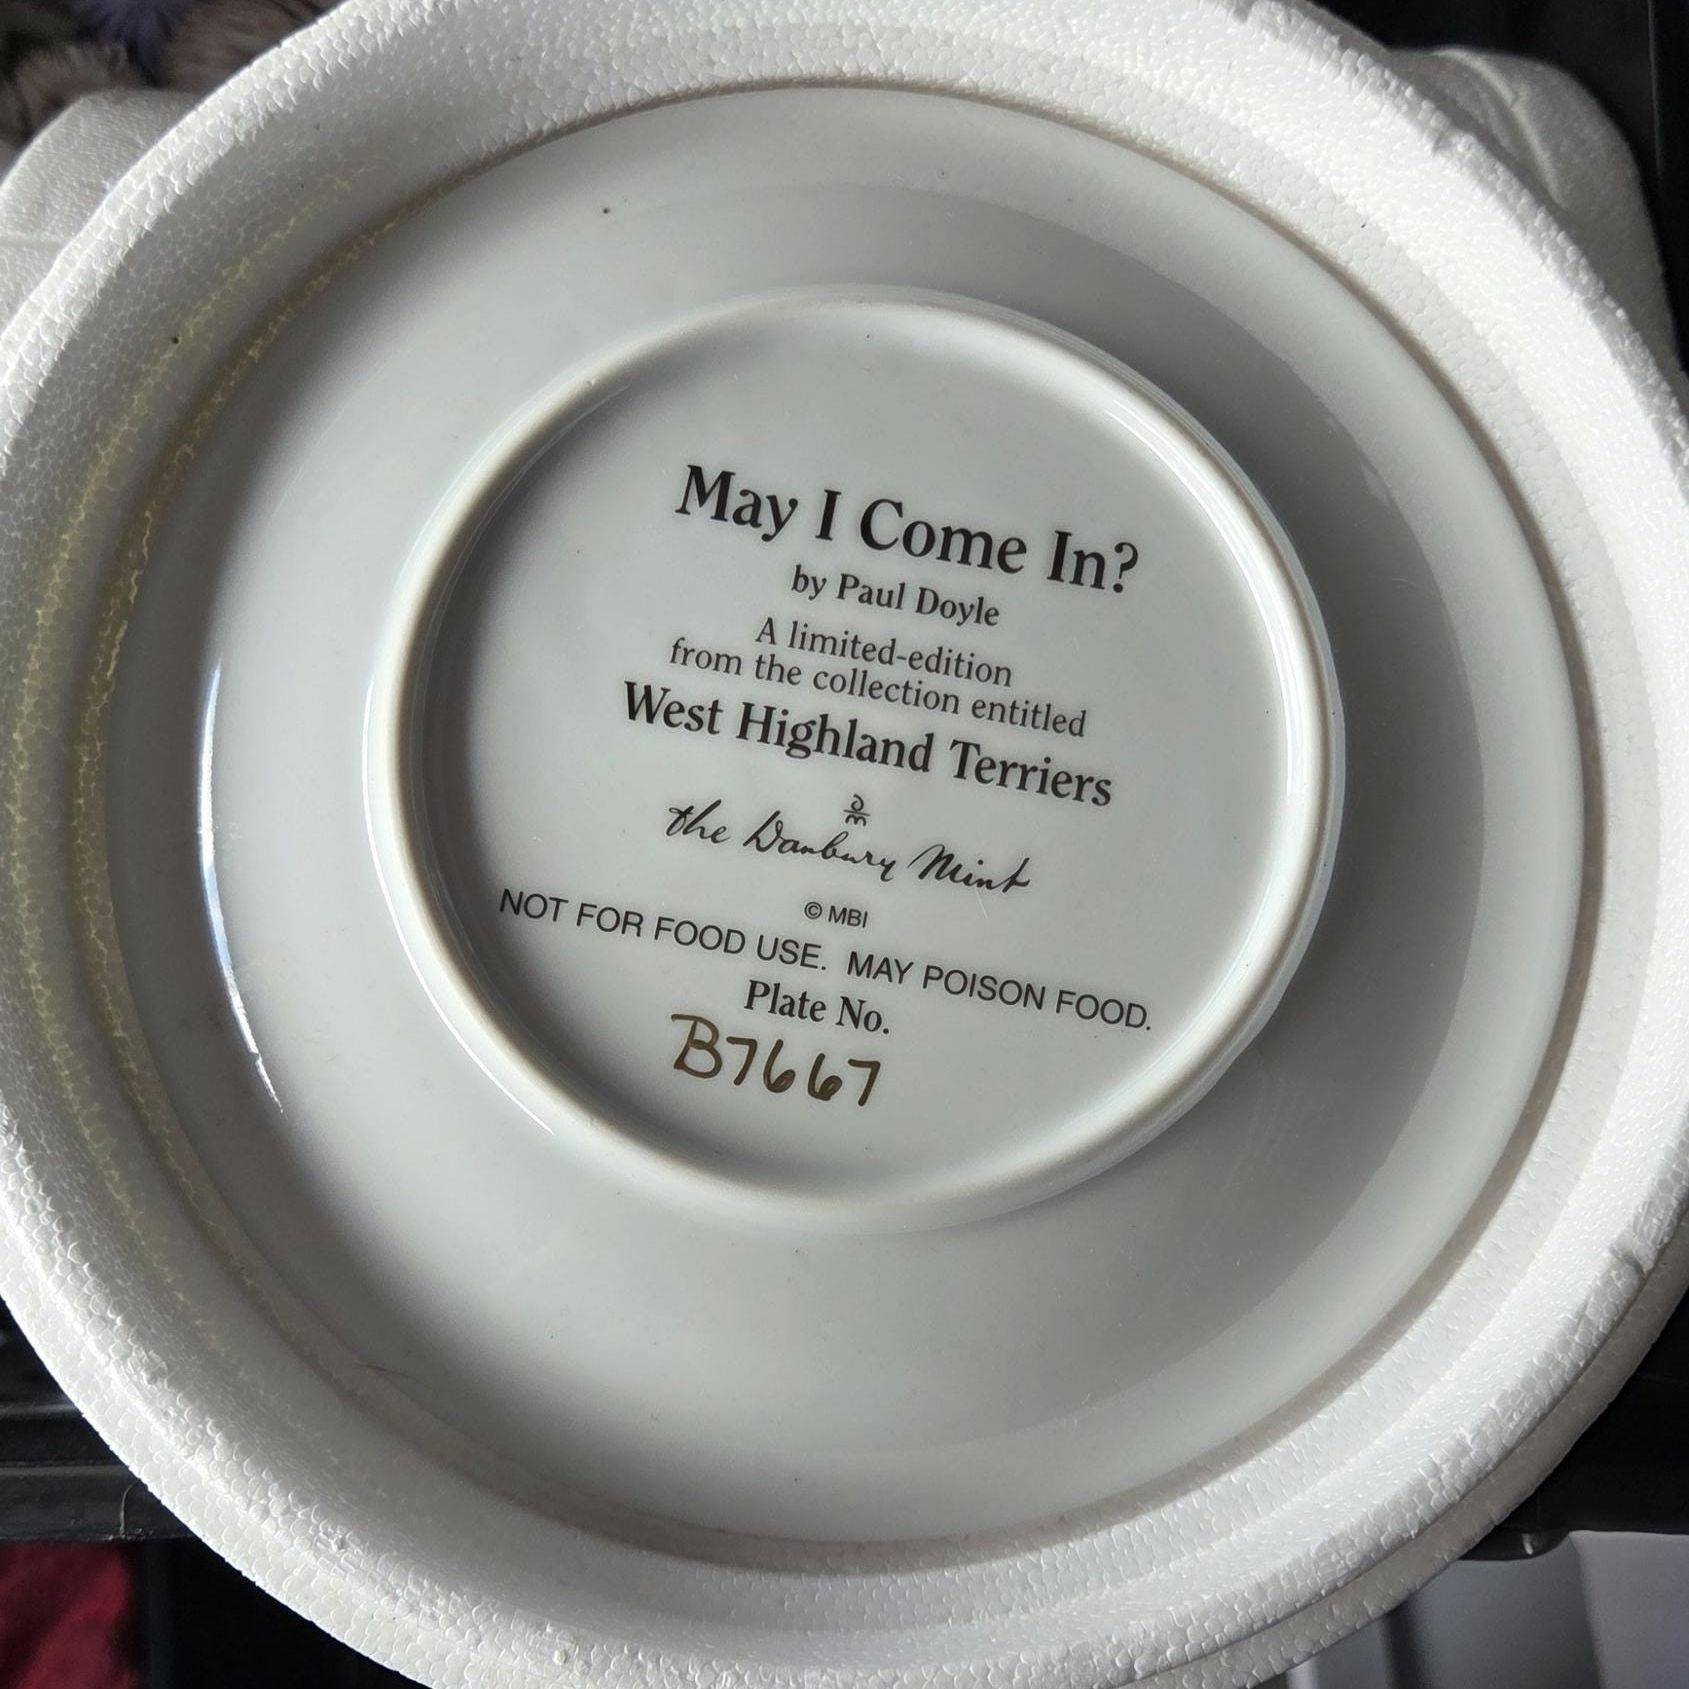 May I Come In?
by Paul Doyle
A limited-edition
from the collection entitled
West Highland Terriers
dm
the Danbury Mint
© MBI
NOT FOR FOOD USE. MAY POISON FOOD.
Plate No.
B7667